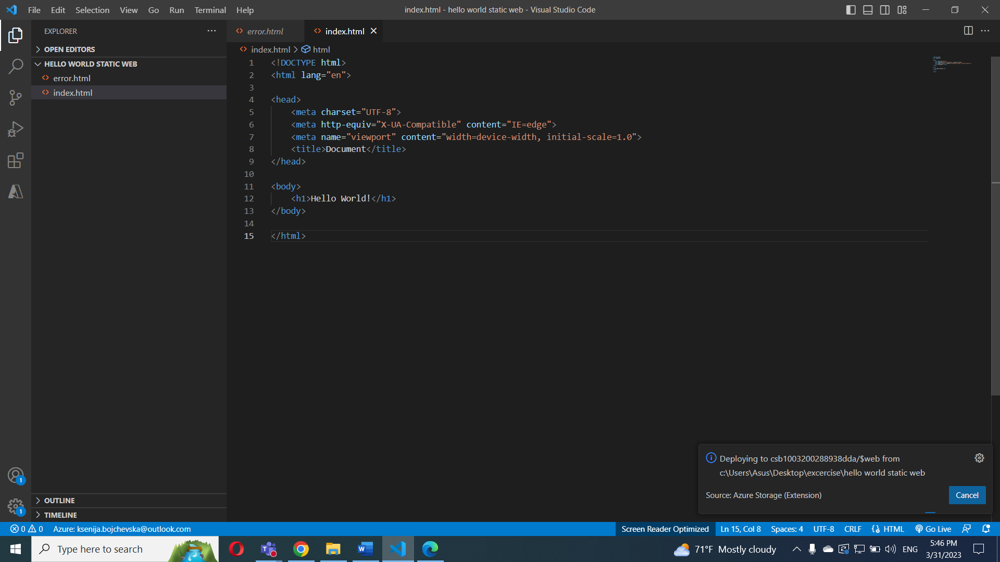 File Edit Selection View Go Run Terminal Help
index.html - hello world static web - Visual Studio Code
EXPLORER
OPEN EDITORS
HELLO WORLD STATIC WEB
error.html
index.html
OUTLINE
TIMELINE
error.html index.html
index.html > html
1 <!DOCTYPE html>
2 <html lang="en">
3
4 <head>
5 <meta charset="UTF-8">
6 <meta http-equiv="X-UA-Compatible" content="IE=edge">
7 <meta name="viewport" content="width=device-width, initial-scale=1.0">
8 <title>Document</title>
9 </head>
10
11 <body>
12 <h1>Hello World!</h1>
13 </body>
14
15 </html>
Deploying to csb1003200288938dda/$web from
c:\Users\Asus\Desktop\excercise\hello world static web
Source: Azure Storage (Extension) Cancel
1
1
0 0 Azure: ksenija.bojchevska@outlook.com Screen Reader Optimized Ln 15, Col 8 Spaces: 4 UTF-8 CRLF HTML Go Live
Type here to search
71°F Mostly cloudy
ENG
5:46 PM
3/31/2023